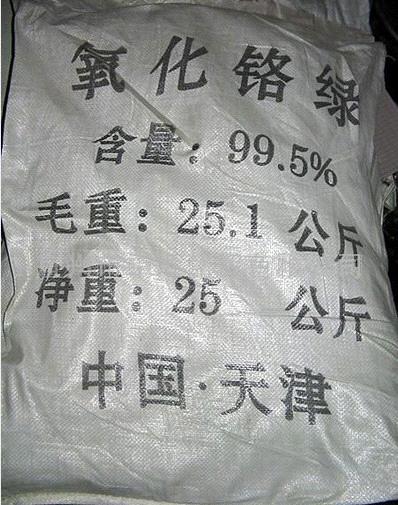 氧化铬绿
含量：99.5%
毛重：25.1 公斤
净重：25 公斤
中国·天津